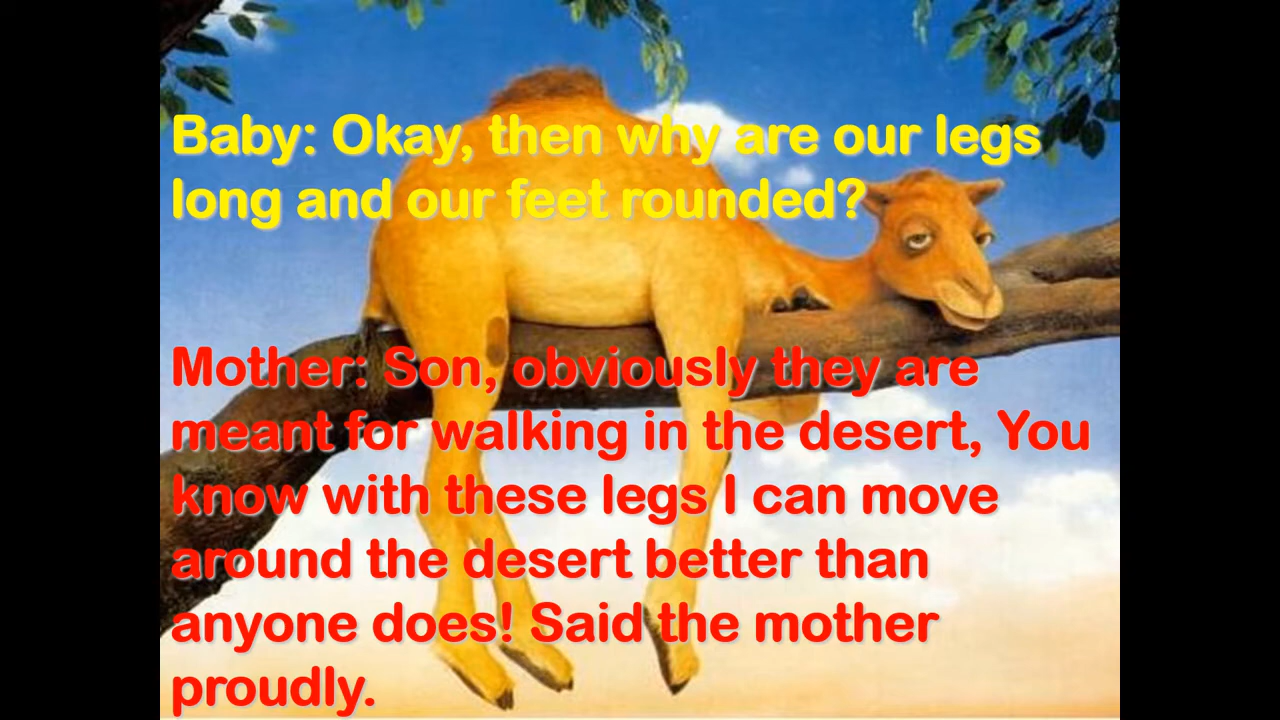 Baby: Okay, then why are our legs
long and our feet rounded?
Mother: Son, obviously they are
meant for walking in the desert, You
know with these legs I can move
around the desert better than
anyone does! Said the mother
proudly.